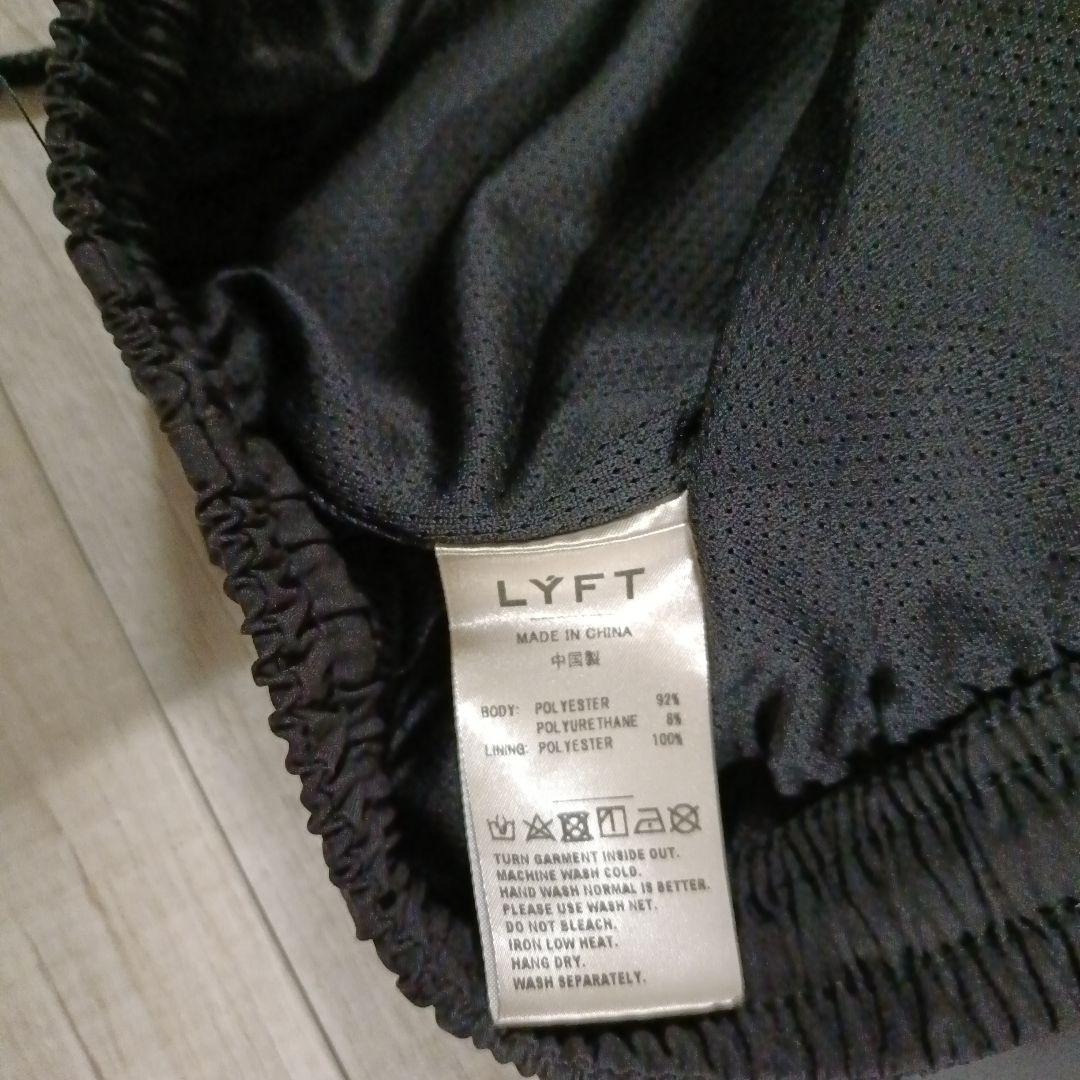 LYFT
MADE IN CHINA
中国製
BODY: POLYESTER 92%
POLYURETHANE 8%
LINING: POLYESTER 100%
TURN GARMENT INSIDE OUT.
MACHINE WASH COLD.
HAND WASH NORMAL IS BETTER.
PLEASE USE WASH NET.
DO NOT BLEACH.
IRON LOW HEAT.
HANG DRY.
WASH SEPARATELY.